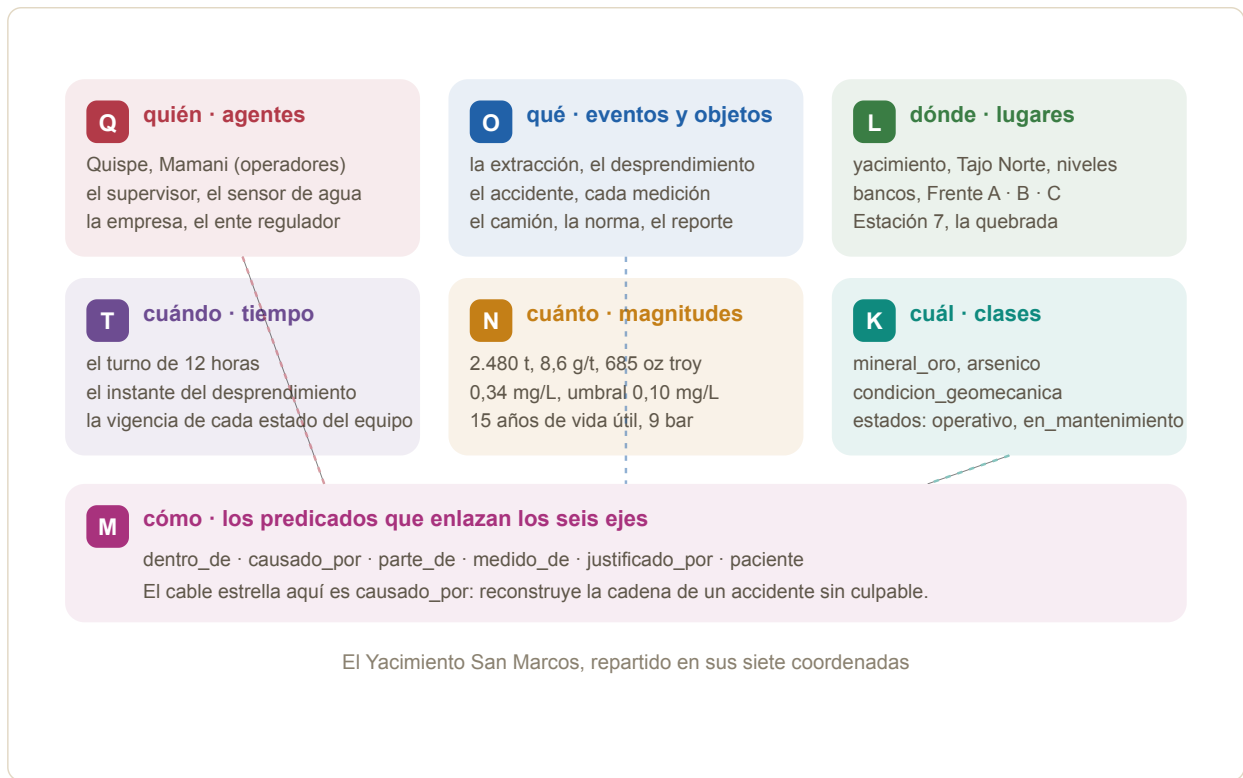 Q quién · agentes
Quispe, Mamani (operadores)
el supervisor, el sensor de agua
la empresa, el ente regulador
O qué · eventos y objetos
la extracción, el desprendimiento
el accidente, cada medición
el camión, la norma, el reporte
L dónde · lugares
yacimiento, Tajo Norte, niveles
bancos, Frente A · B · C
Estación 7, la quebrada
T cuándo · tiempo
el turno de 12 horas
el instante del desprendimiento
la vigencia de cada estado del equipo
N cuánto · magnitudes
2.480 t, 8,6 g/t, 685 oz troy
0,34 mg/L, umbral 0,10 mg/L
15 años de vida útil, 9 bar
K cuál · clases
mineral_oro, arsenico
condicion_geomecanica
estados: operativo, en_mantenimiento
M cómo · los predicados que enlazan los seis ejes
dentro_de · causado_por · parte_de · medido_de · justificado_por · paciente
El cable estrella aquí es causado_por: reconstruye la cadena de un accidente sin culpable.
El Yacimiento San Marcos, repartido en sus siete coordenadas